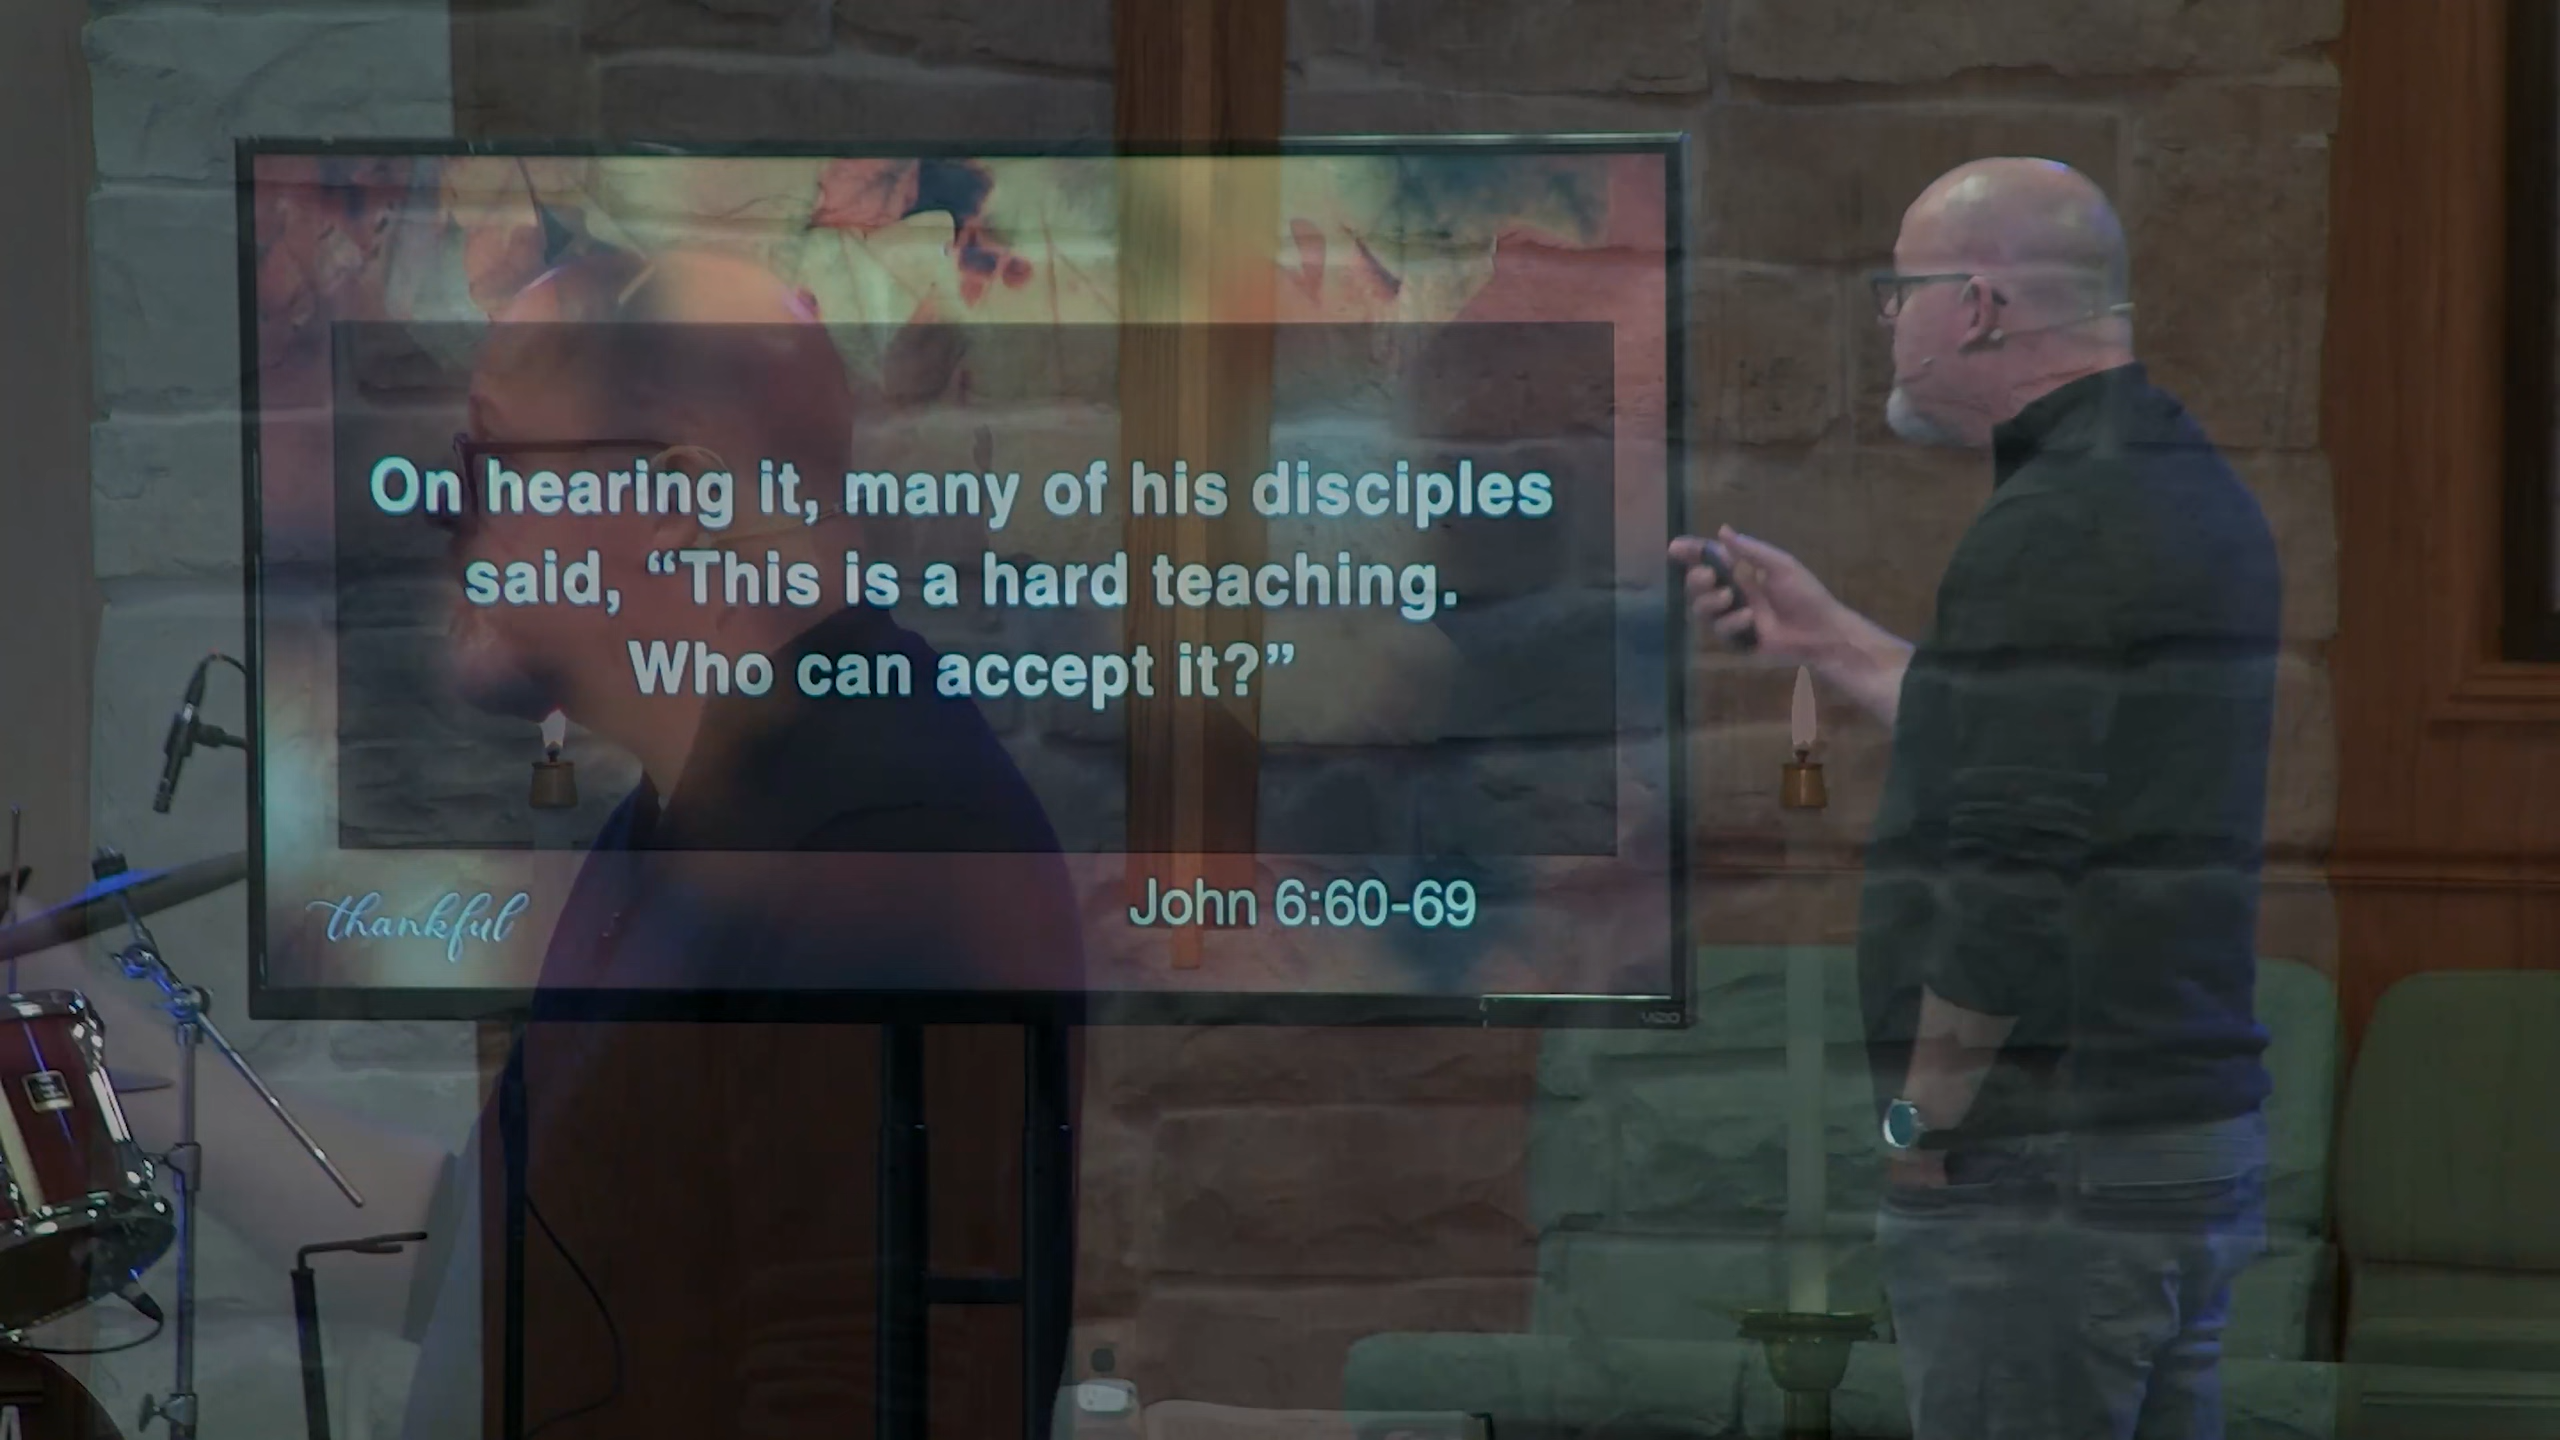 On hearing it, many of his disciples
said, “This is a hard teaching.
Who can accept it?”
thankful
John 6:60-69
VIZIO